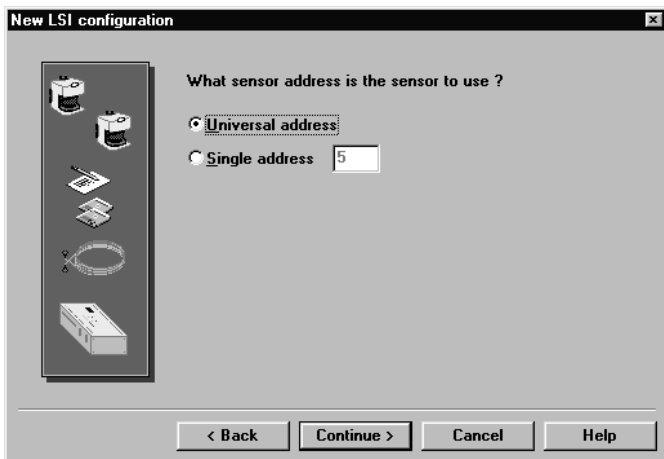 New LSI configuration
What sensor address is the sensor to use ?
Universal address
Single address 5
< Back Continue > Cancel Help